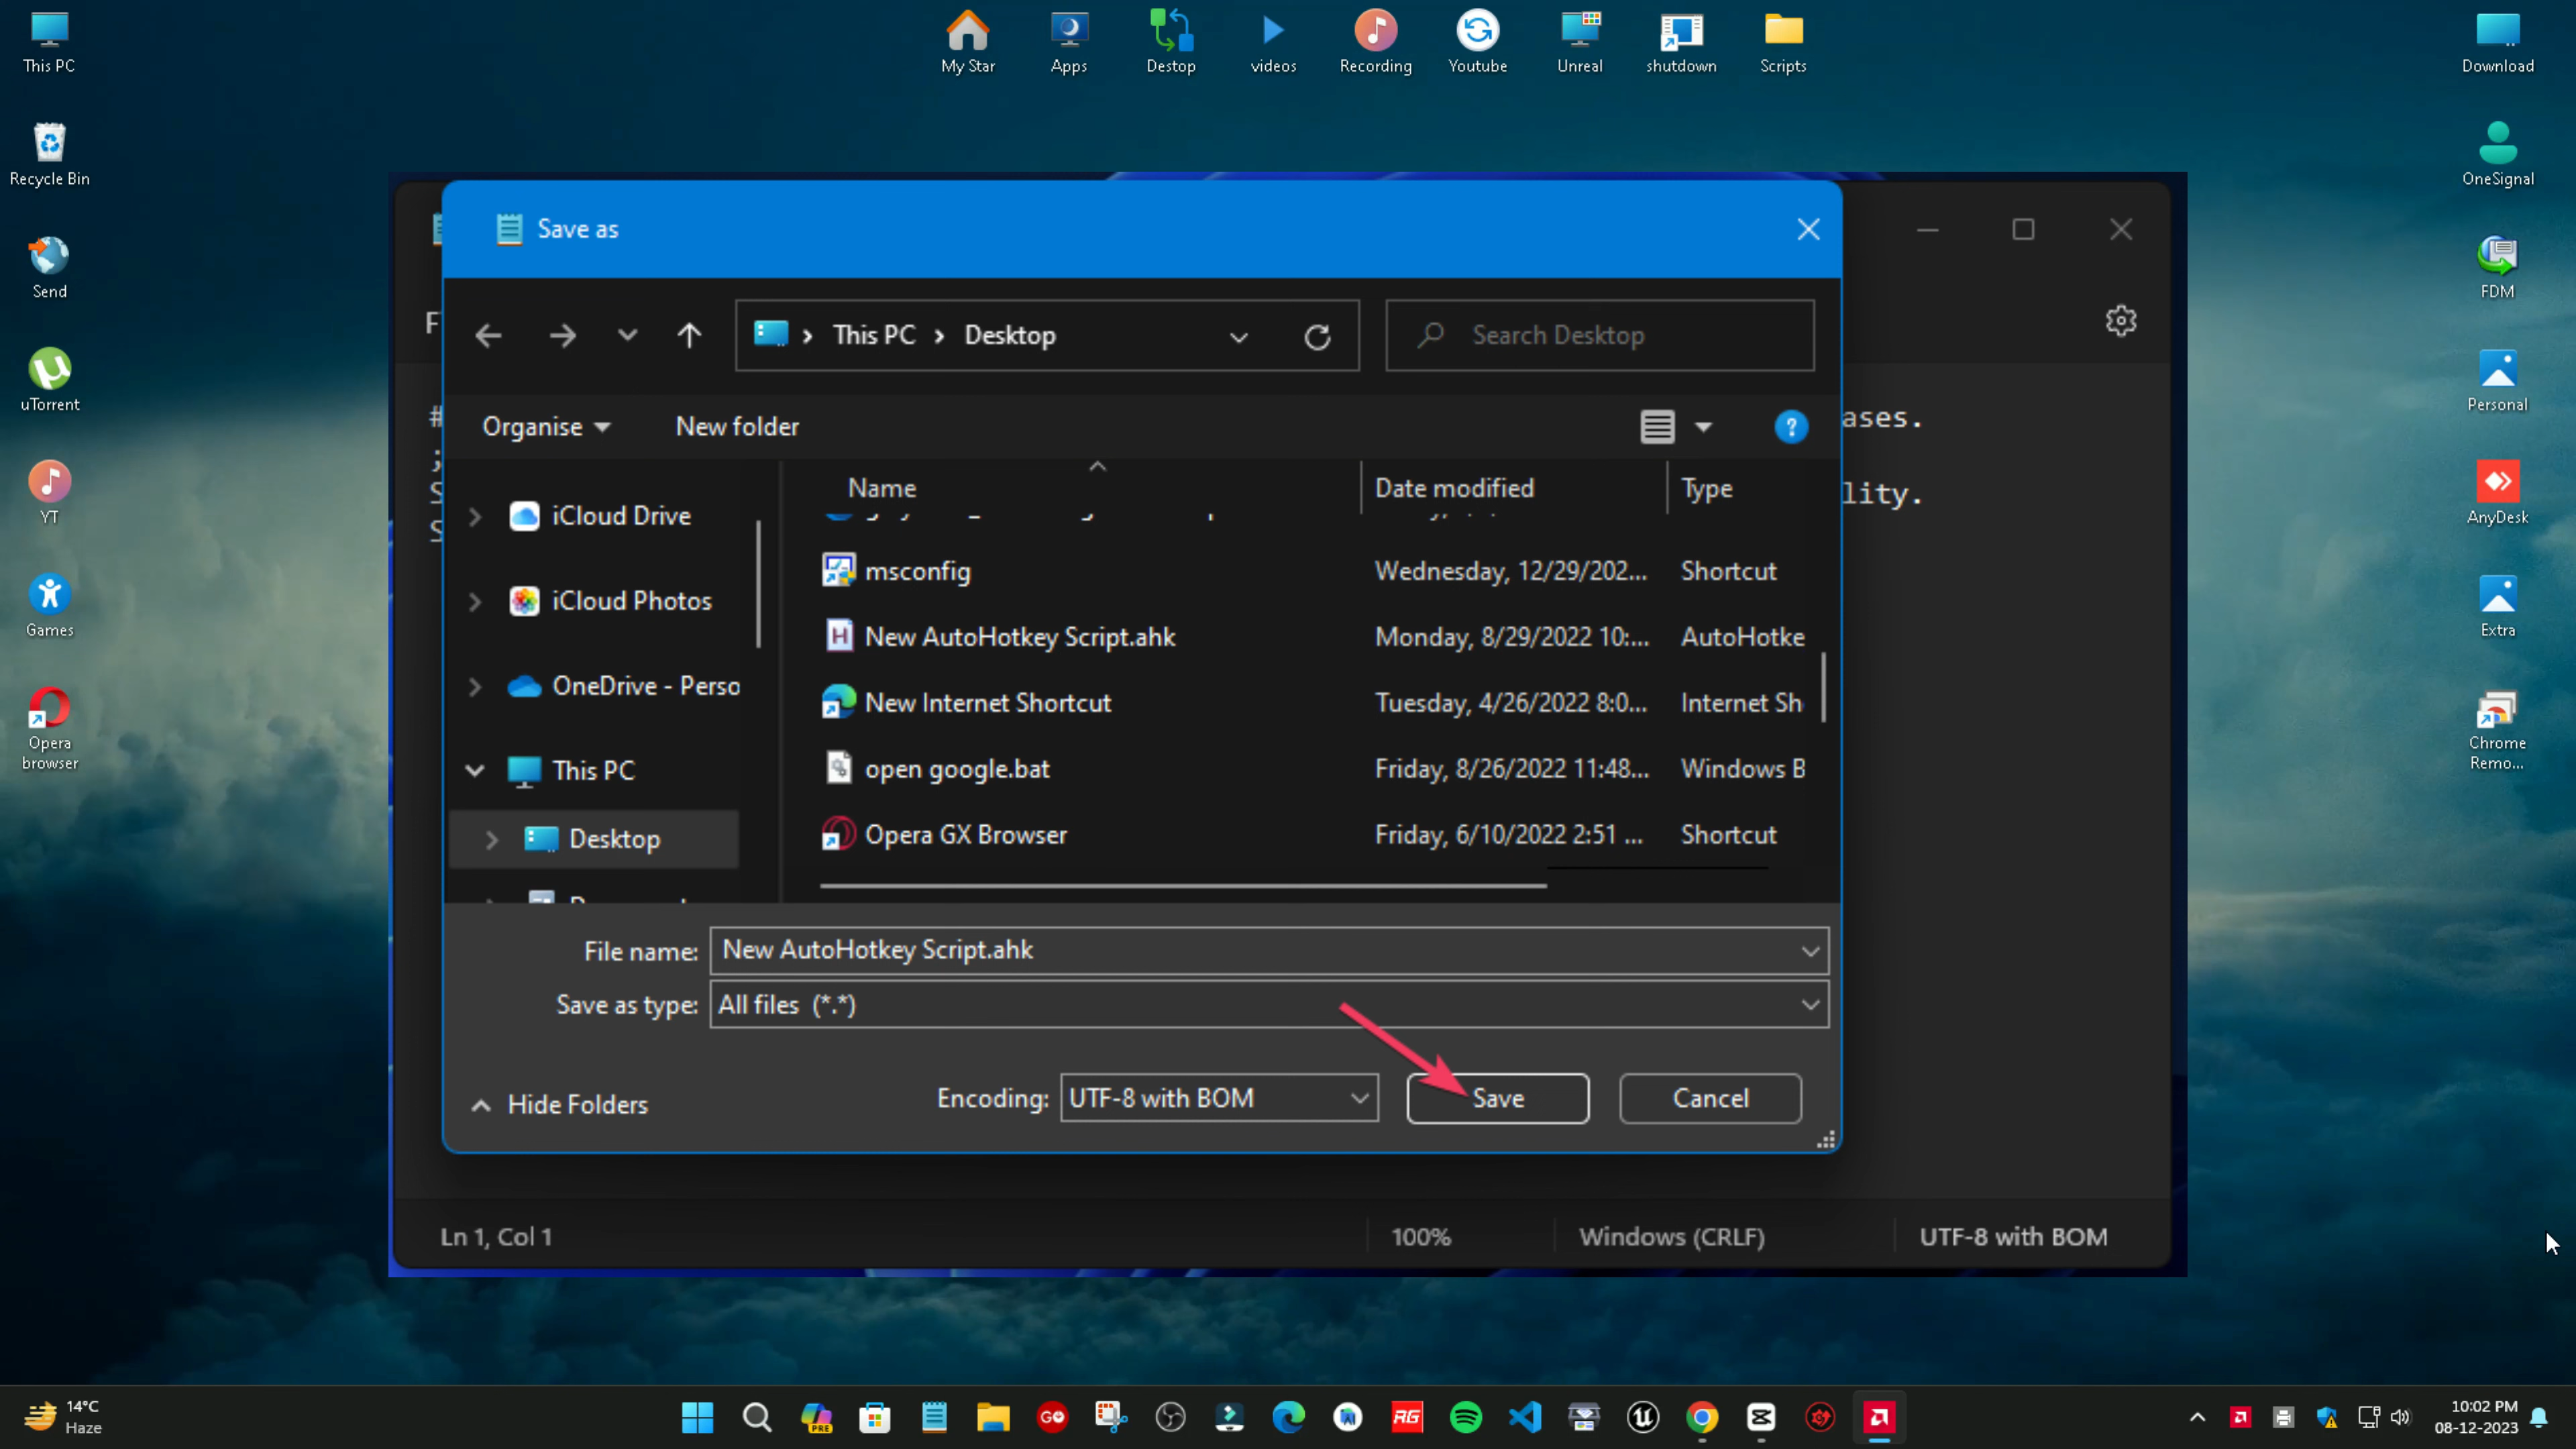 This PC
Recycle Bin
Send
uTorrent
YT
Games
Opera
browser
My Star
Apps
Destop
videos
Recording
Youtube
Unreal
shutdown
Scripts
Download
OneSignal
FDM
Personal
AnyDesk
Extra
Chrome
Remo...
Save as
This PC > Desktop
Search Desktop
Organise
New folder
ases.
lity.
Name Date modified Type
iCloud Drive
iCloud Photos
OneDrive - Perso
This PC
Desktop
msconfig Wednesday, 12/29/202... Shortcut
New AutoHotkey Script.ahk Monday, 8/29/2022 10:... AutoHotke
New Internet Shortcut Tuesday, 4/26/2022 8:0... Internet Sh
open google.bat Friday, 8/26/2022 11:48... Windows B
Opera GX Browser Friday, 6/10/2022 2:51 ... Shortcut
File name: New AutoHotkey Script.ahk
Save as type: All files (*.*)
Hide Folders
Encoding: UTF-8 with BOM
Save
Cancel
Ln 1, Col 1
100%
Windows (CRLF)
UTF-8 with BOM
14°C
Haze
PRE
GO
RG
10:02 PM
08-12-2023